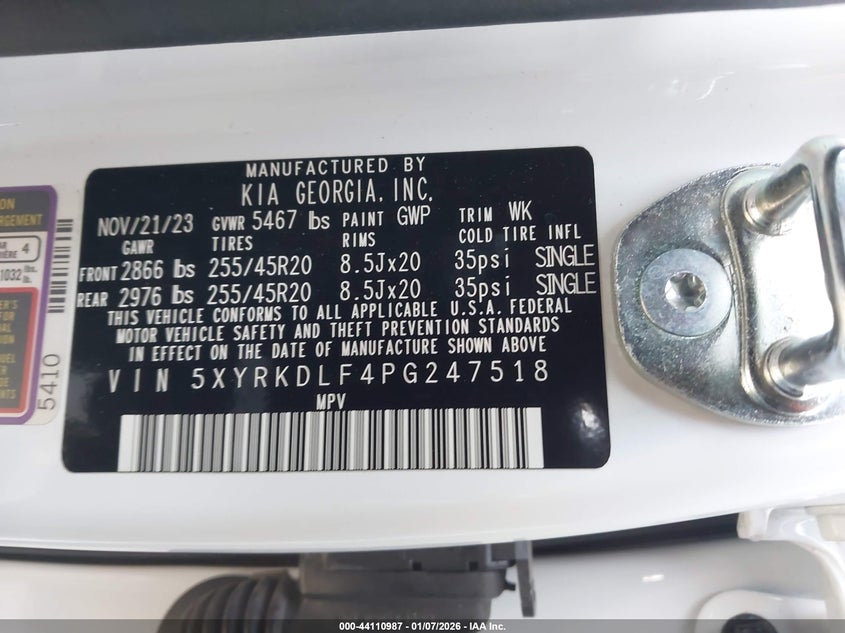 MANUFACTURED BY
KIA GEORGIA, INC.
NOV/21/23 GVWR 5467 lbs PAINT GWP TRIM WK
GAWR TIRES RIMS COLD TIRE INFL
FRONT 2866 lbs 255/45R20 8.5Jx20 35psi SINGLE
REAR 2976 lbs 255/45R20 8.5Jx20 35psi SINGLE
THIS VEHICLE CONFORMS TO ALL APPLICABLE U.S.A. FEDERAL
MOTOR VEHICLE SAFETY AND THEFT PREVENTION STANDARDS
IN EFFECT ON THE DATE OF MANUFACTURE SHOWN ABOVE
VIN 5XYRKDLF4PG247518
MPV
4
1032 lbs.
5410
000-44110987 - 01/07/2026 - IAA Inc.